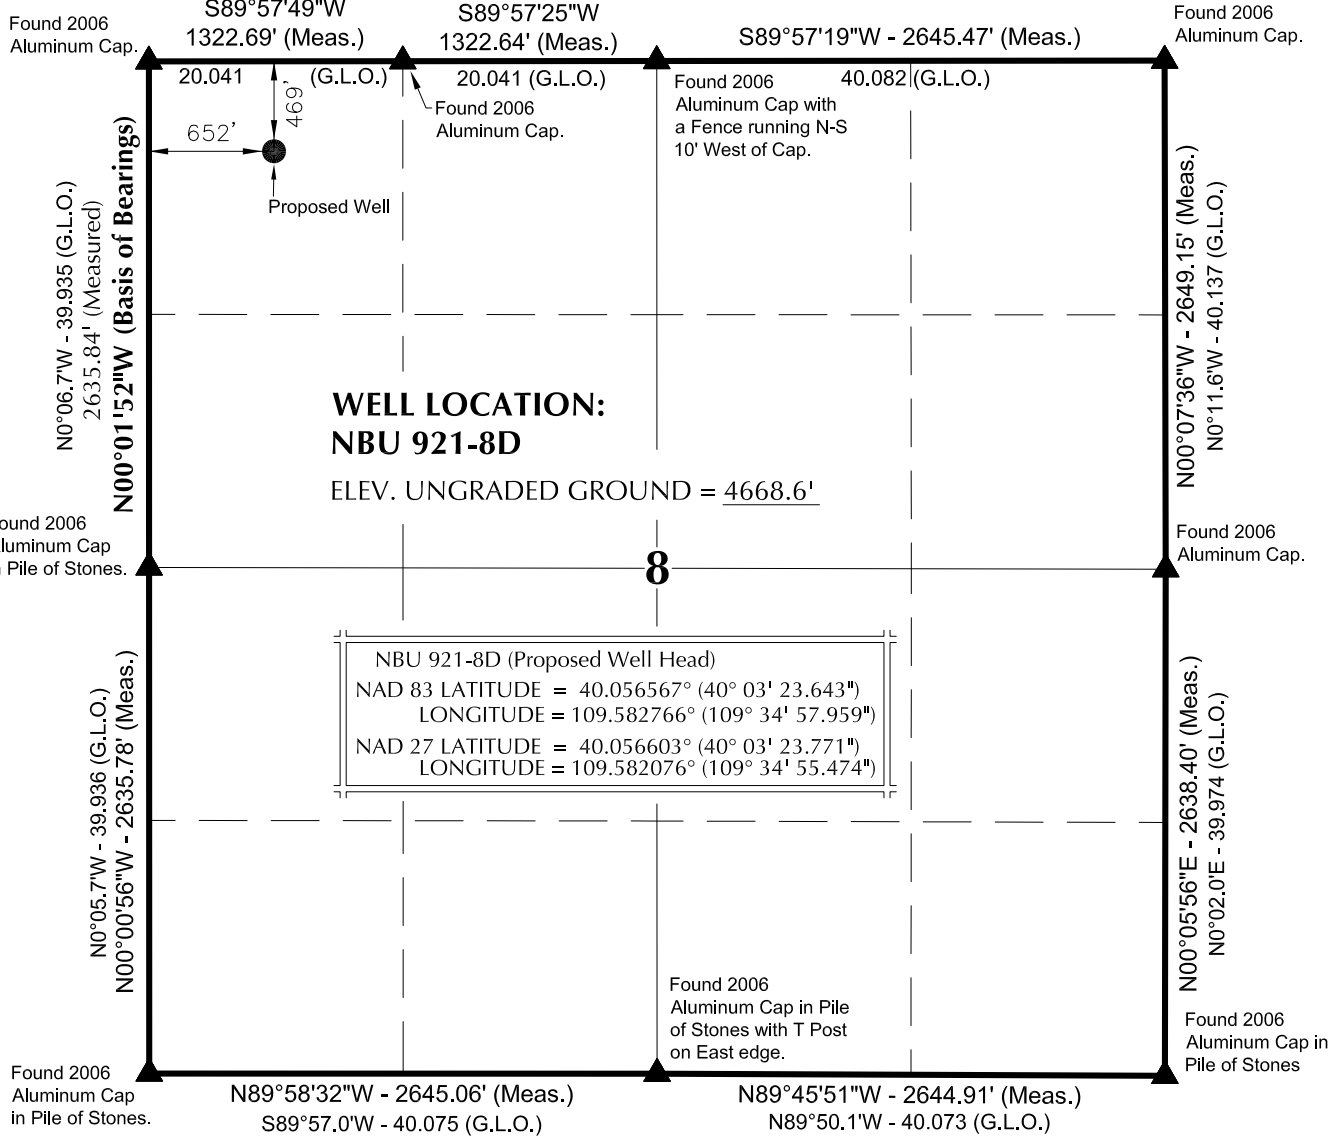 Found 2006
Aluminum Cap.
S89°57'49"W
1322.69' (Meas.)
20.041 (G.L.O.)
S89°57'25"W
1322.64' (Meas.)
20.041 (G.L.O.)
S89°57'19"W - 2645.47' (Meas.)
40.082 (G.L.O.)
Found 2006
Aluminum Cap.
Found 2006
Aluminum Cap.
Found 2006
Aluminum Cap with
a Fence running N-S
10' West of Cap.
469'
652'
Proposed Well
N0°06.7'W - 39.935 (G.L.O.)
2635.84' (Measured)
N00°01'52"W (Basis of Bearings)
N00°07'36"W - 2649.15' (Meas.)
N0°11.6'W - 40.137 (G.L.O.)
WELL LOCATION:
NBU 921-8D
ELEV. UNGRADED GROUND = 4668.6'
ound 2006
luminum Cap
Pile of Stones.
8
Found 2006
Aluminum Cap.
NBU 921-8D (Proposed Well Head)
NAD 83 LATITUDE = 40.056567° (40° 03' 23.643")
LONGITUDE = 109.582766° (109° 34' 57.959")
NAD 27 LATITUDE = 40.056603° (40° 03' 23.771")
LONGITUDE = 109.582076° (109° 34' 55.474")
N0°05.7'W - 39.936 (G.L.O.)
N00°00'56"W - 2635.78' (Meas.)
N00°05'56"E - 2638.40' (Meas.)
N0°02.0'E - 39.974 (G.L.O.)
Found 2006
Aluminum Cap in Pile
of Stones with T Post
on East edge.
Found 2006
Aluminum Cap in
Pile of Stones
Found 2006
Aluminum Cap
in Pile of Stones.
N89°58'32"W - 2645.06' (Meas.)
S89°57.0'W - 40.075 (G.L.O.)
N89°45'51"W - 2644.91' (Meas.)
N89°50.1'W - 40.073 (G.L.O.)